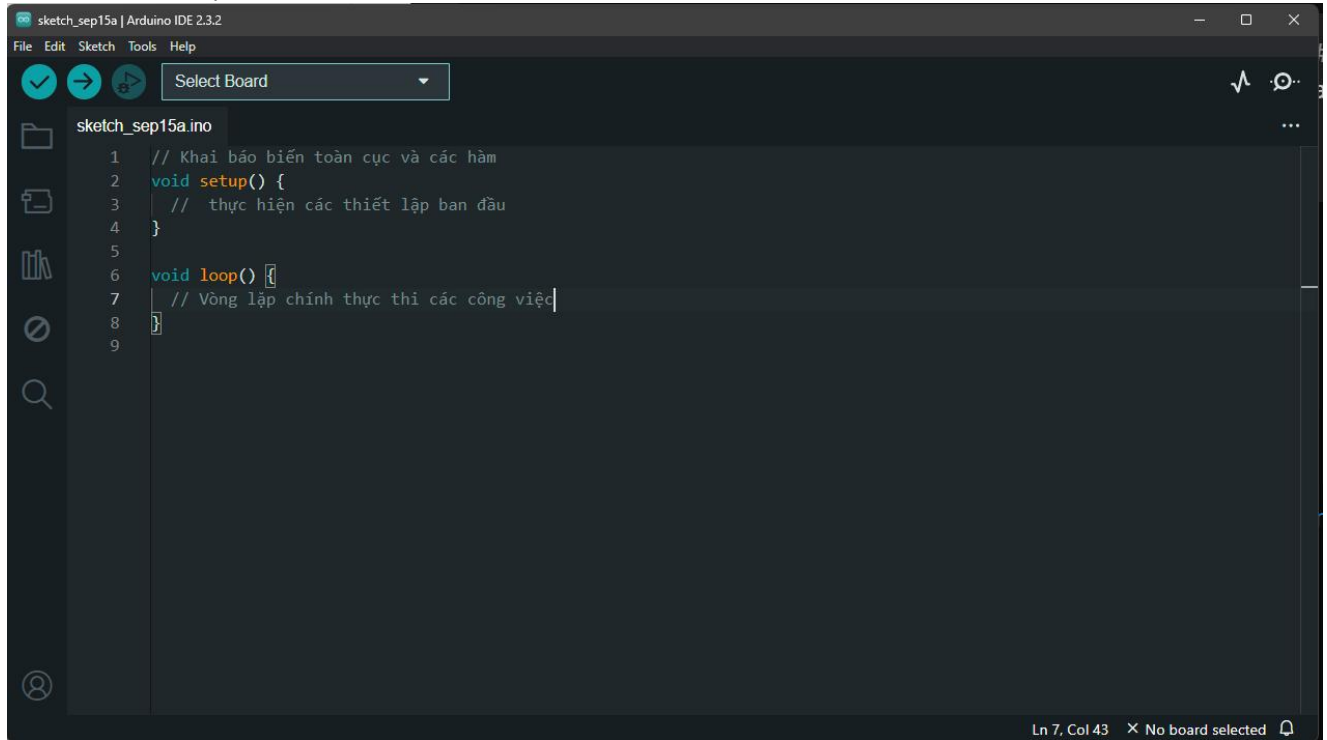 sketch_sep15a | Arduino IDE 2.3.2
File Edit Sketch Tools Help
Select Board
sketch_sep15a.ino
1 // Khai báo biến toàn cục và các hàm
2 void setup() {
3 //  thực hiện các thiết lập ban đầu
4 }
5
6 void loop() {
7 // Vòng lặp chính thực thi các công việc
8 }
9
Ln 7, Col 43 × No board selected